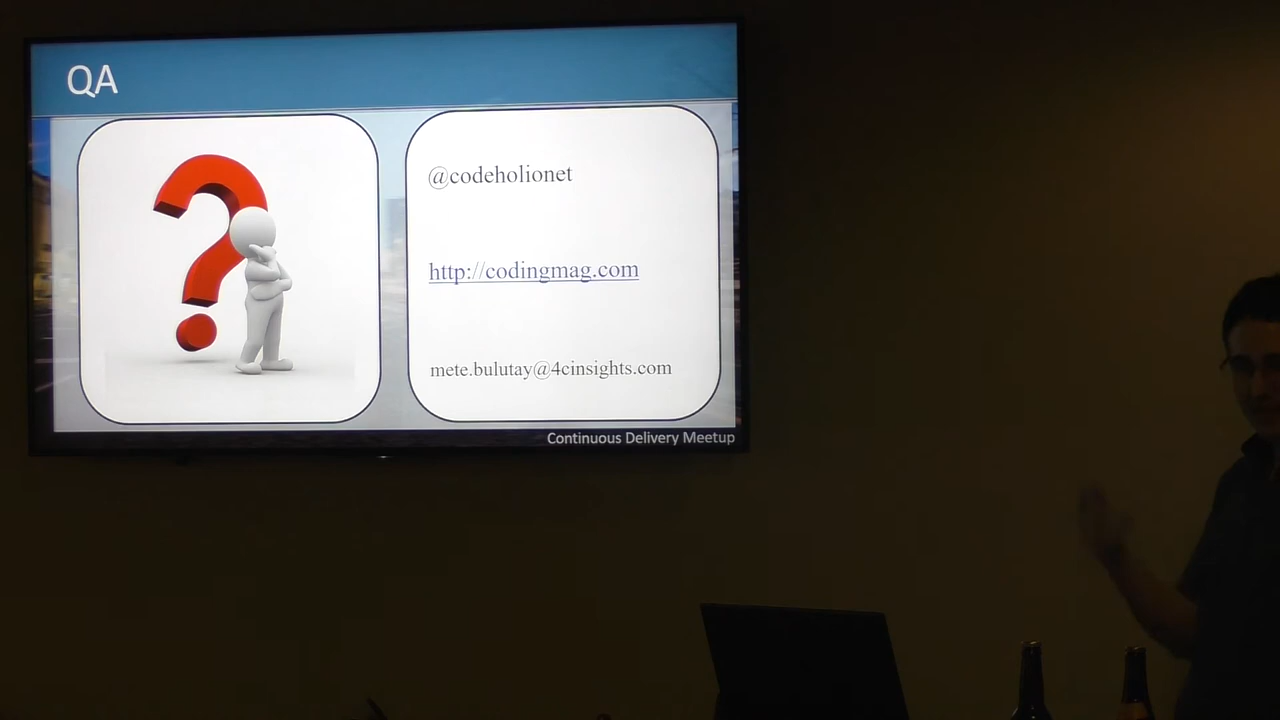 QA
@codeholionet
http://codingmag.com
mete.bulutay@4cinsights.com
Continuous Delivery Meetup